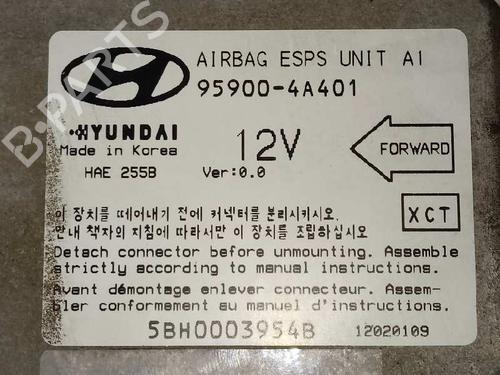 AIRBAG ESPS UNIT A1
95900-4A401
HYUNDAI
Made in Korea
HAE 255B
12V
Ver:0.0
FORWARD
XCT
이 장치를 떼어내기 전에 커넥터를 분리시키시오.
안내 책자의 지침에 따라서만 이 장치를 조립하십시오
Detach connector before unmounting. Assemble
strictly according to manual instructions.
Avant démontage enlever connecteur. Assem-
bler conformement au manuel d'instructions.
5BH0003954B
12020109
B-PARTS